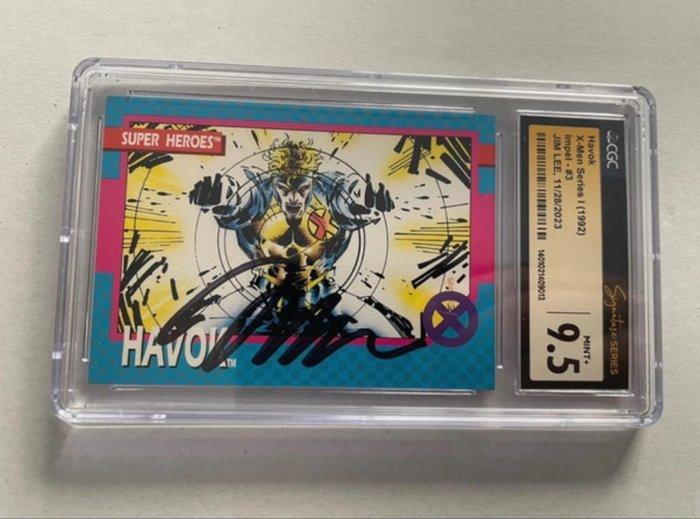 SUPER HEROES™
HAVOK™
CGC
Havok
X-Men Series I (1992)
Impel - #3
JIM LEE, 11/28/2023
1401021409013
Signature SERIES
MINT+
9.5